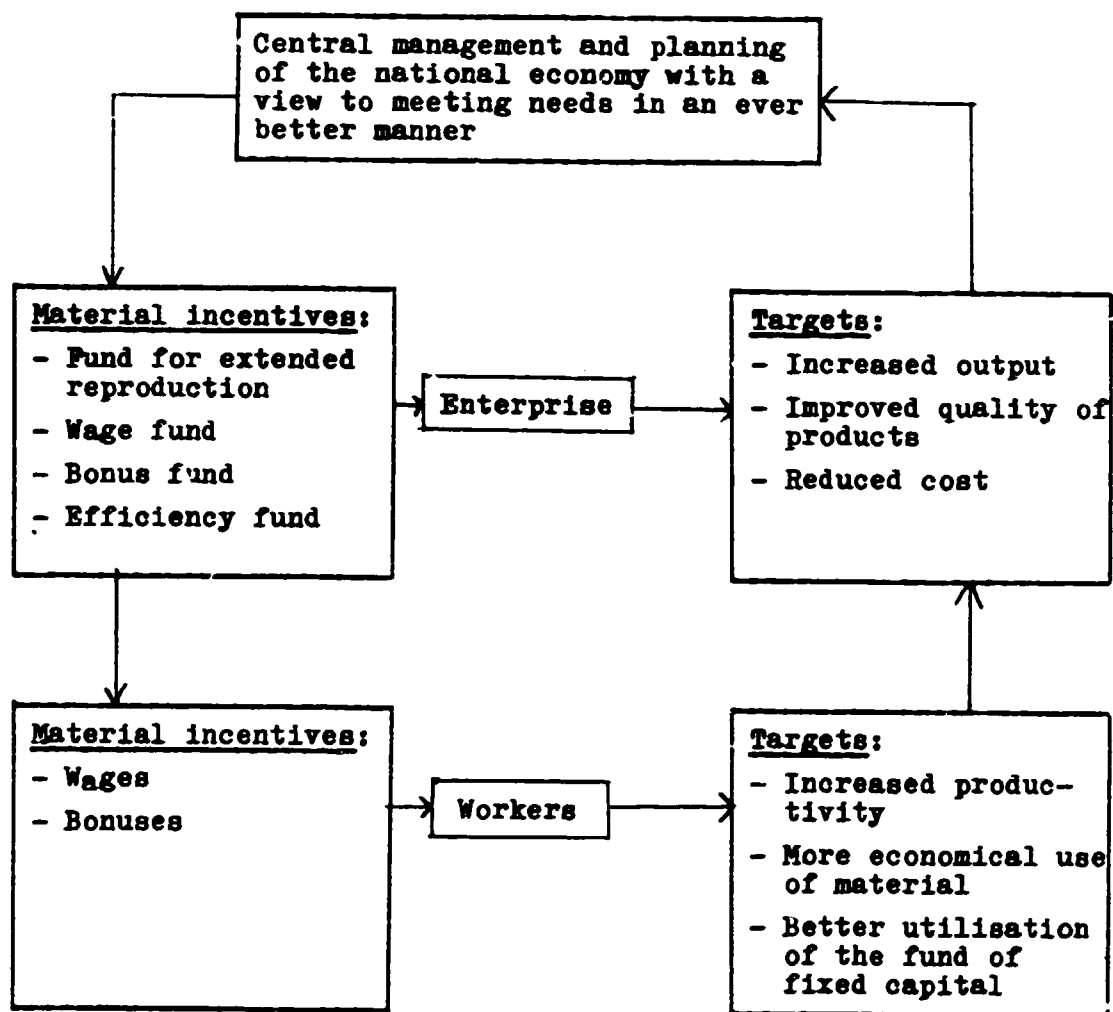 Central management and planning
of the national economy with a
view to meeting needs in an ever
better manner
Material incentives:
- Fund for extended
reproduction
- Wage fund
- Bonus fund
- Efficiency fund
Enterprise
Targets:
- Increased output
- Improved quality of
products
- Reduced cost
Material incentives:
- Wages
- Bonuses
Workers
Targets:
- Increased produc-
tivity
- More economical use
of material
- Better utilisation
of the fund of
fixed capital